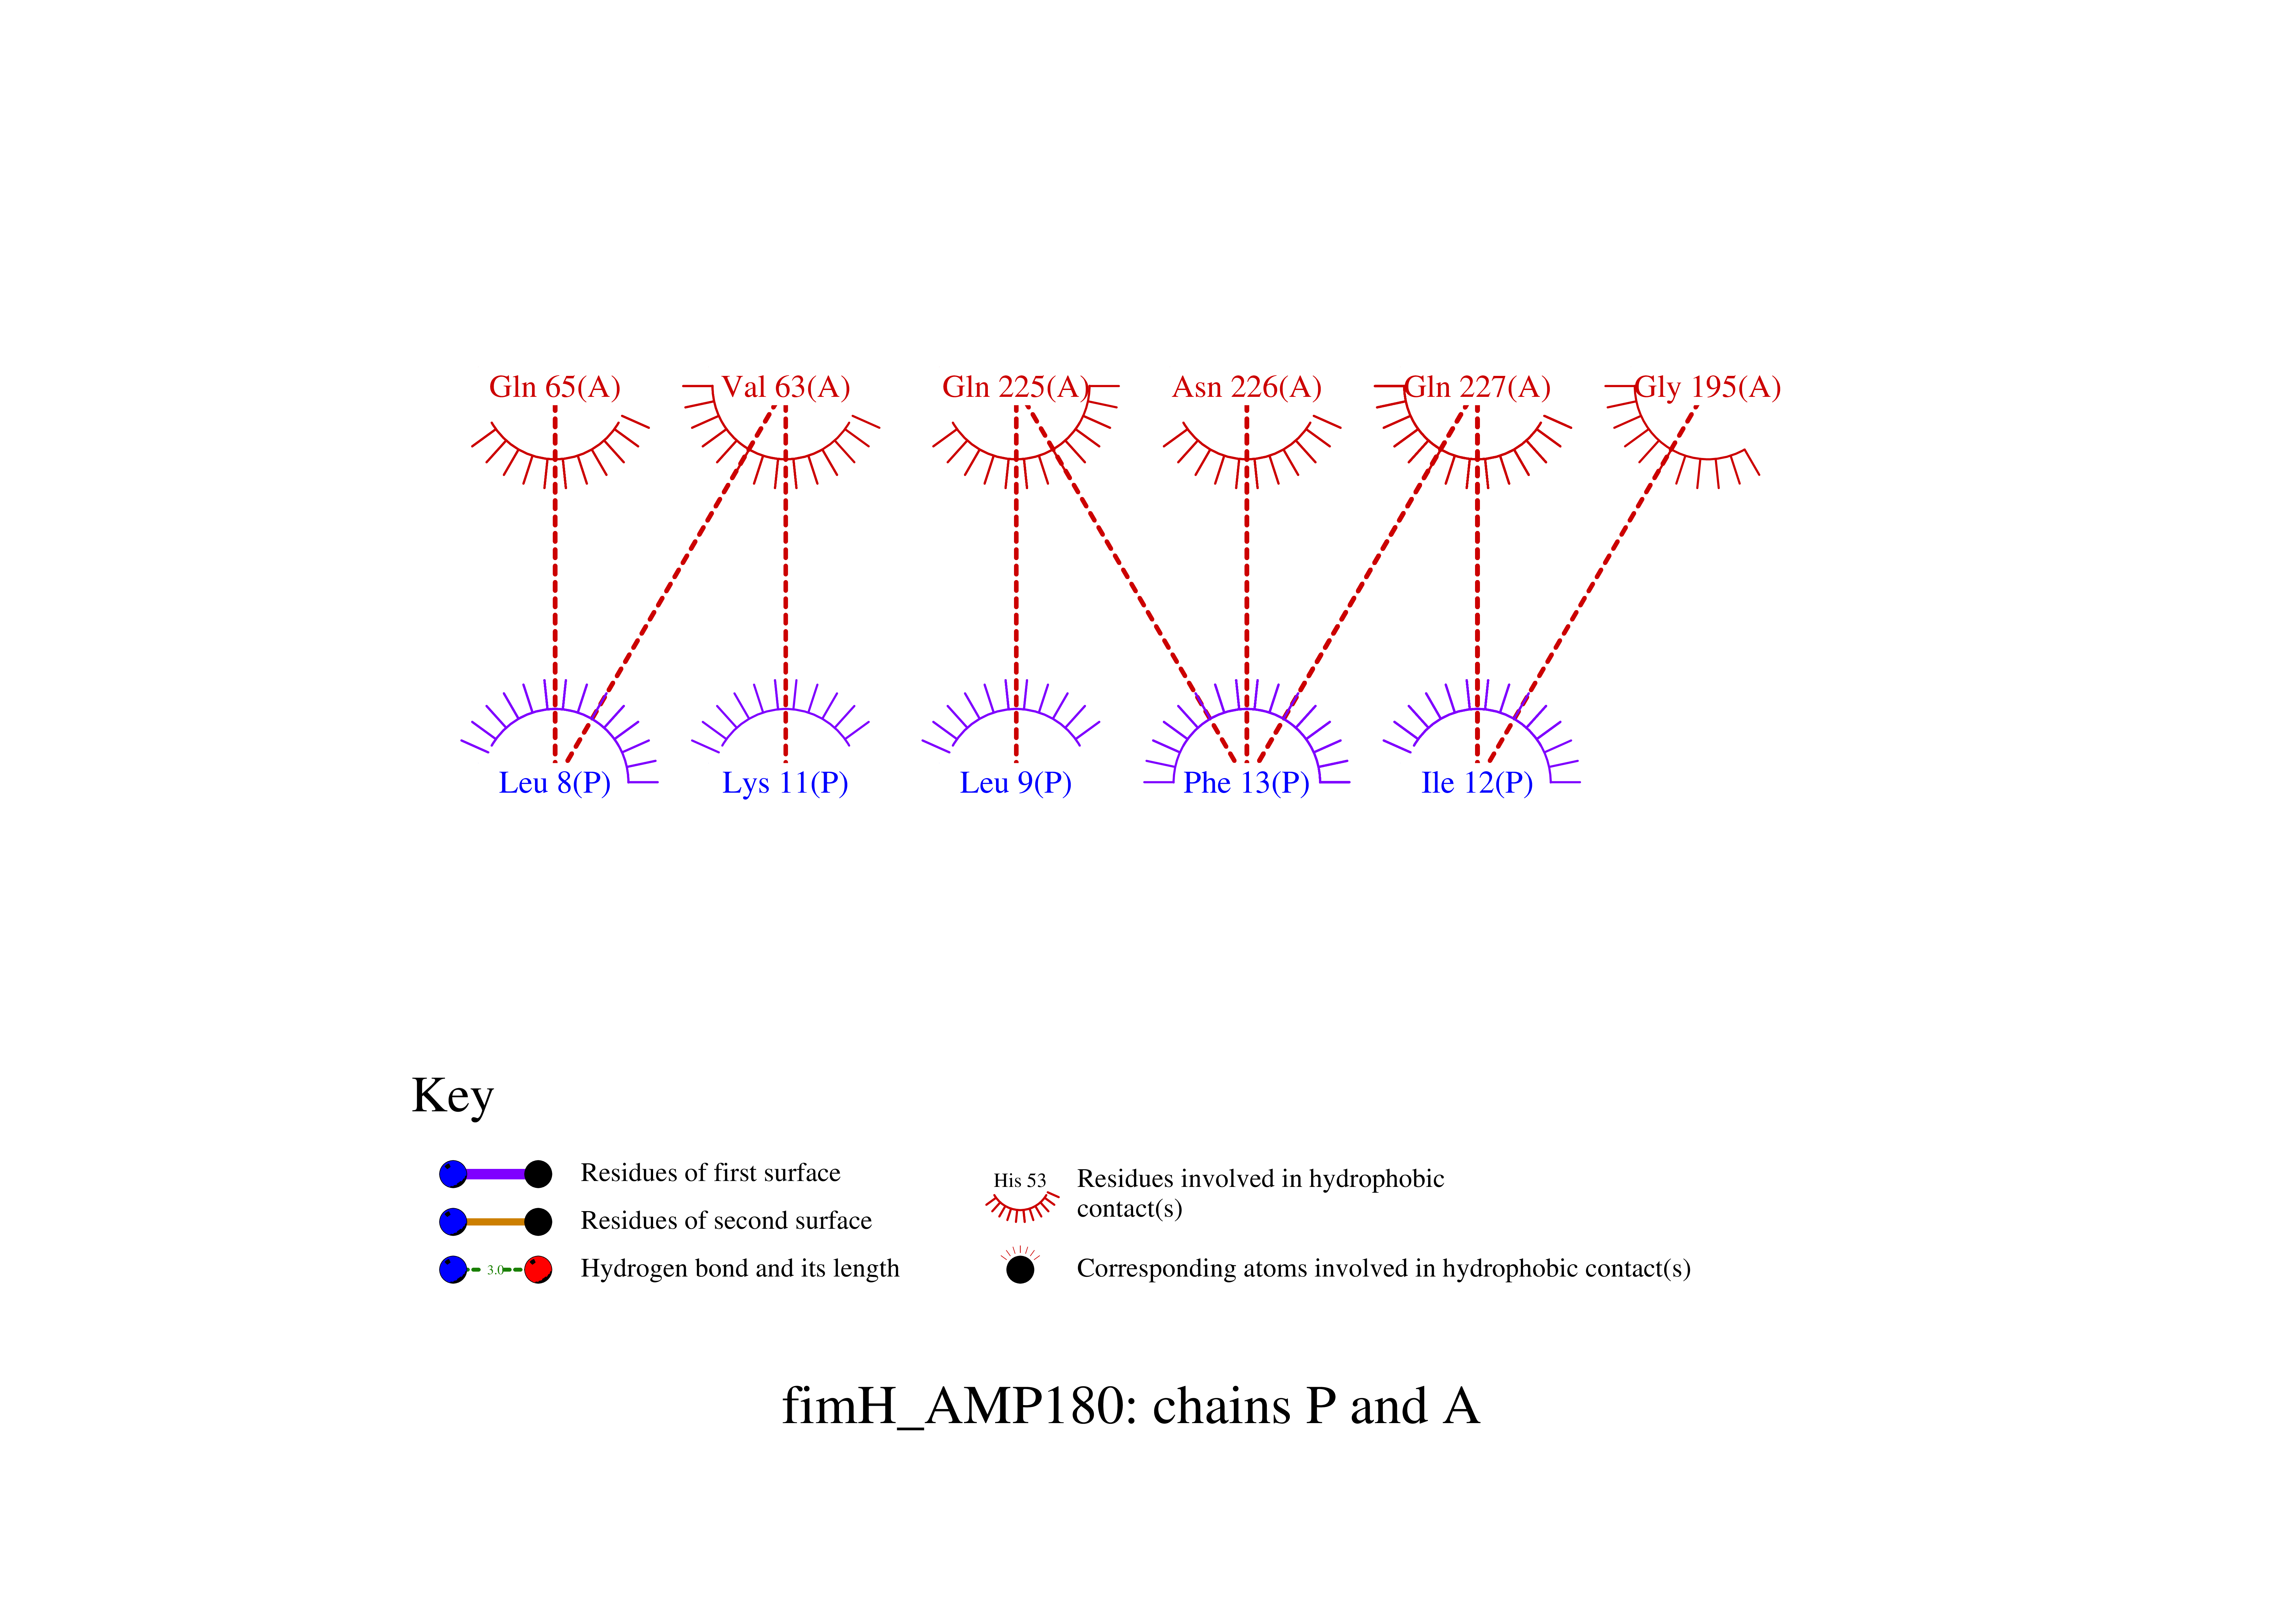 Gln 65(A) Val 63(A) Gln 225(A) Asn 226(A) Gln 227(A) Gly 195(A)
Leu 8(P) Lys 11(P) Leu 9(P) Phe 13(P) Ile 12(P)
Key
Residues of first surface
Residues of second surface
3.0 Hydrogen bond and its length
His 53 Residues involved in hydrophobic
contact(s)
Corresponding atoms involved in hydrophobic contact(s)
fimH_AMP180: chains P and A